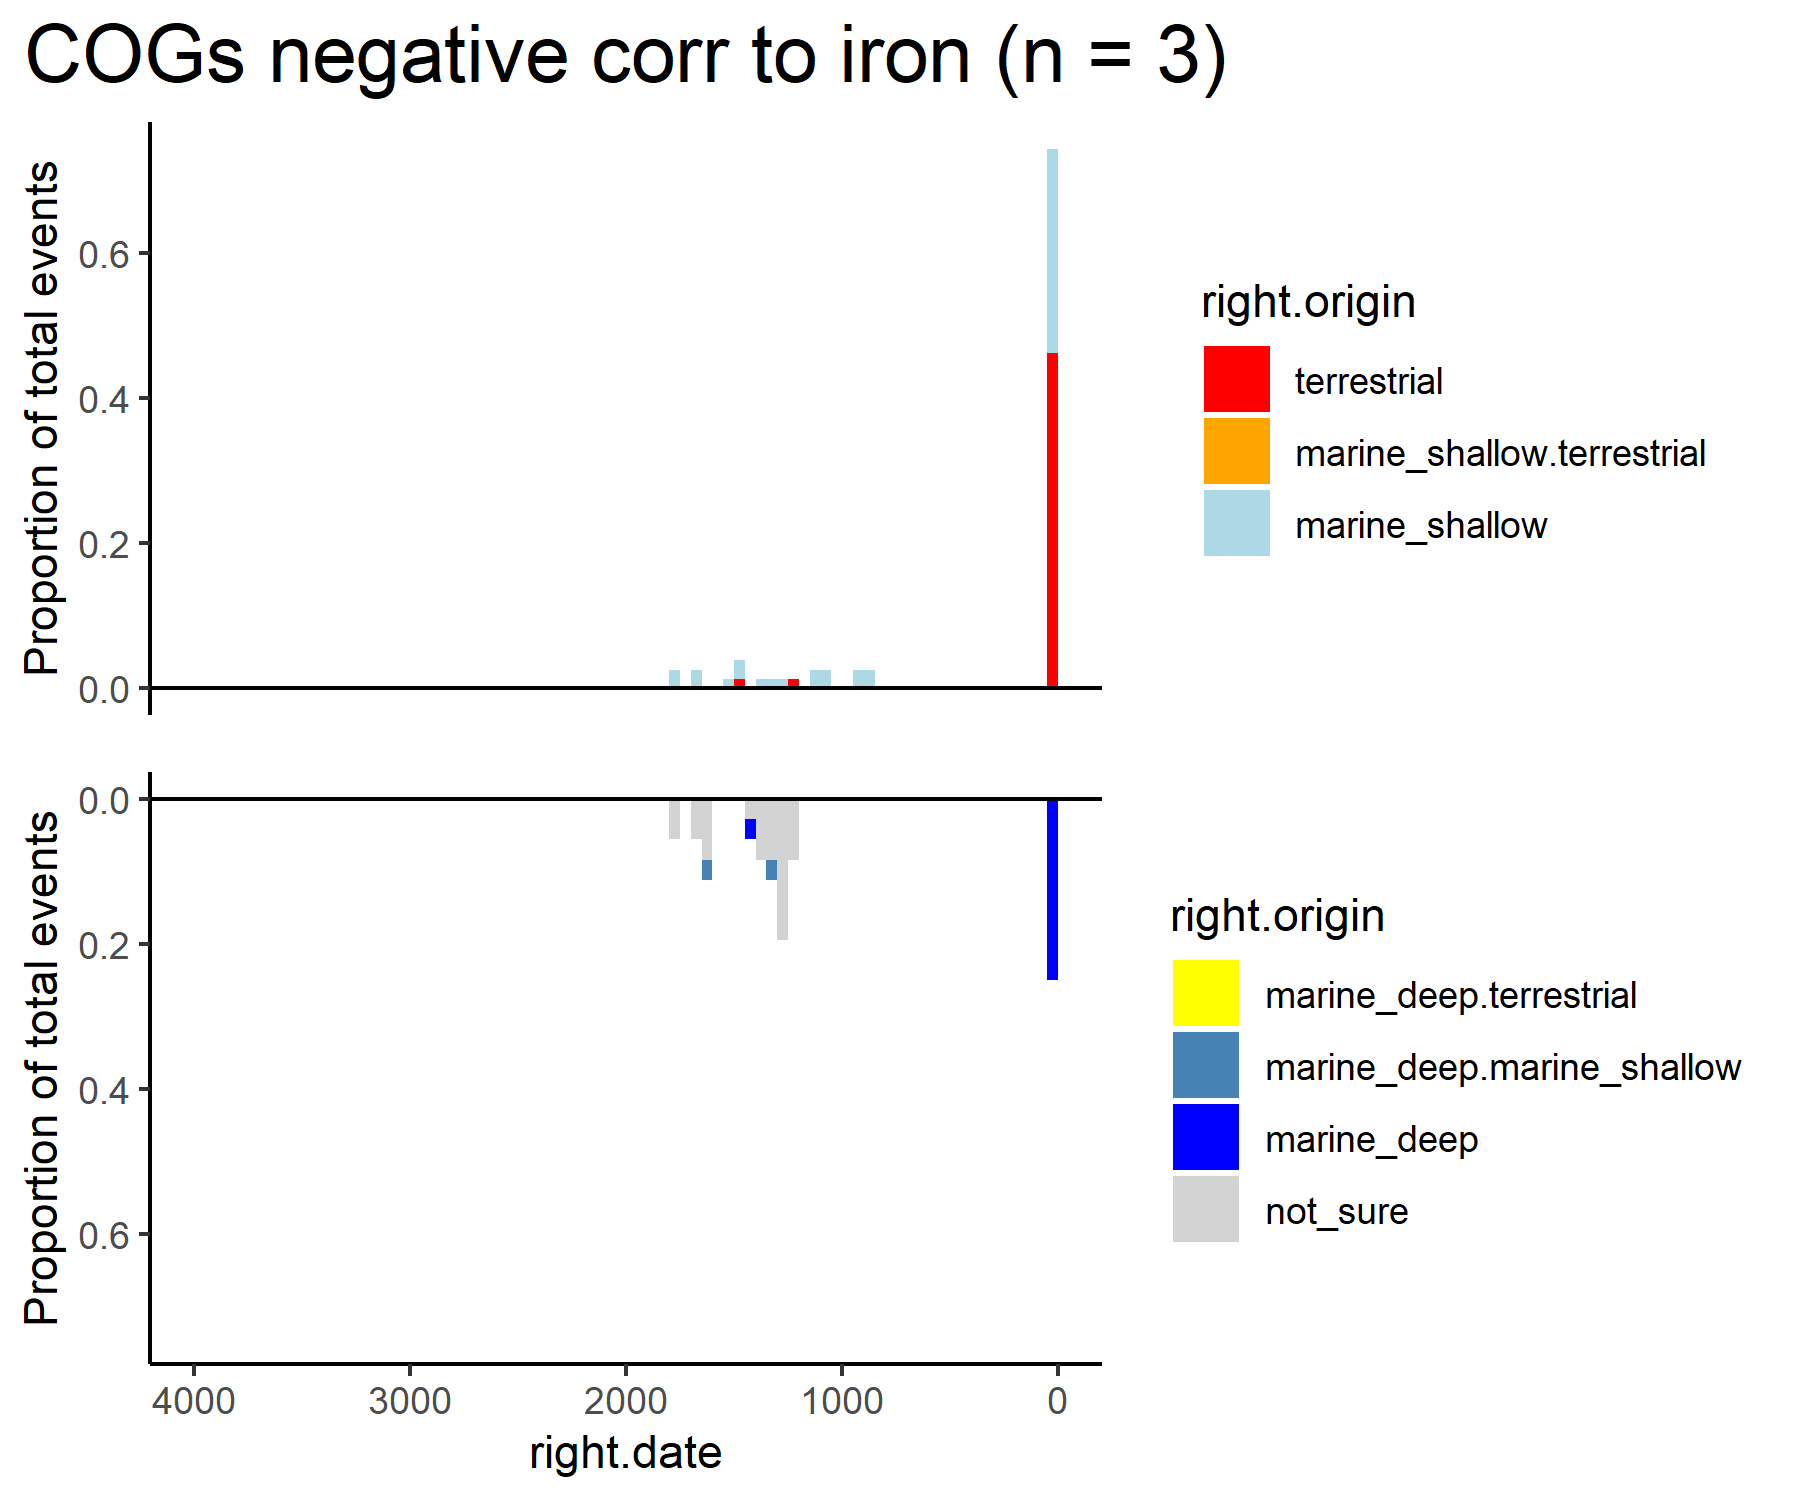 COGs negative corr to iron (n = 3)
Proportion of total events
0.6
0.4
0.2
0.0
right.origin
terrestrial
marine_shallow.terrestrial
marine_shallow
Proportion of total events
0.0
0.2
0.4
0.6
right.origin
marine_deep.terrestrial
marine_deep.marine_shallow
marine_deep
not_sure
4000 3000 2000 1000 0
right.date